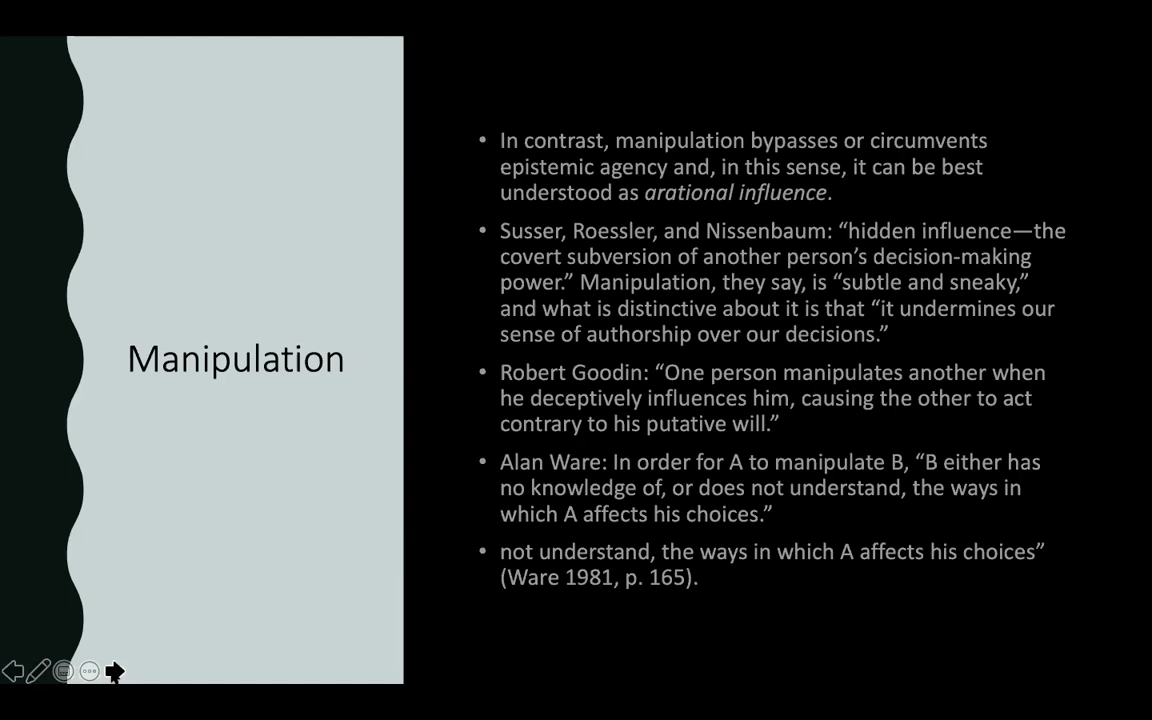 Manipulation
• In contrast, manipulation bypasses or circumvents
epistemic agency and, in this sense, it can be best
understood as arational influence.
• Susser, Roessler, and Nissenbaum: “hidden influence—the
covert subversion of another person’s decision-making
power.” Manipulation, they say, is “subtle and sneaky,”
and what is distinctive about it is that “it undermines our
sense of authorship over our decisions.”
• Robert Goodin: “One person manipulates another when
he deceptively influences him, causing the other to act
contrary to his putative will.”
• Alan Ware: In order for A to manipulate B, “B either has
no knowledge of, or does not understand, the ways in
which A affects his choices.”
• not understand, the ways in which A affects his choices”
(Ware 1981, p. 165).